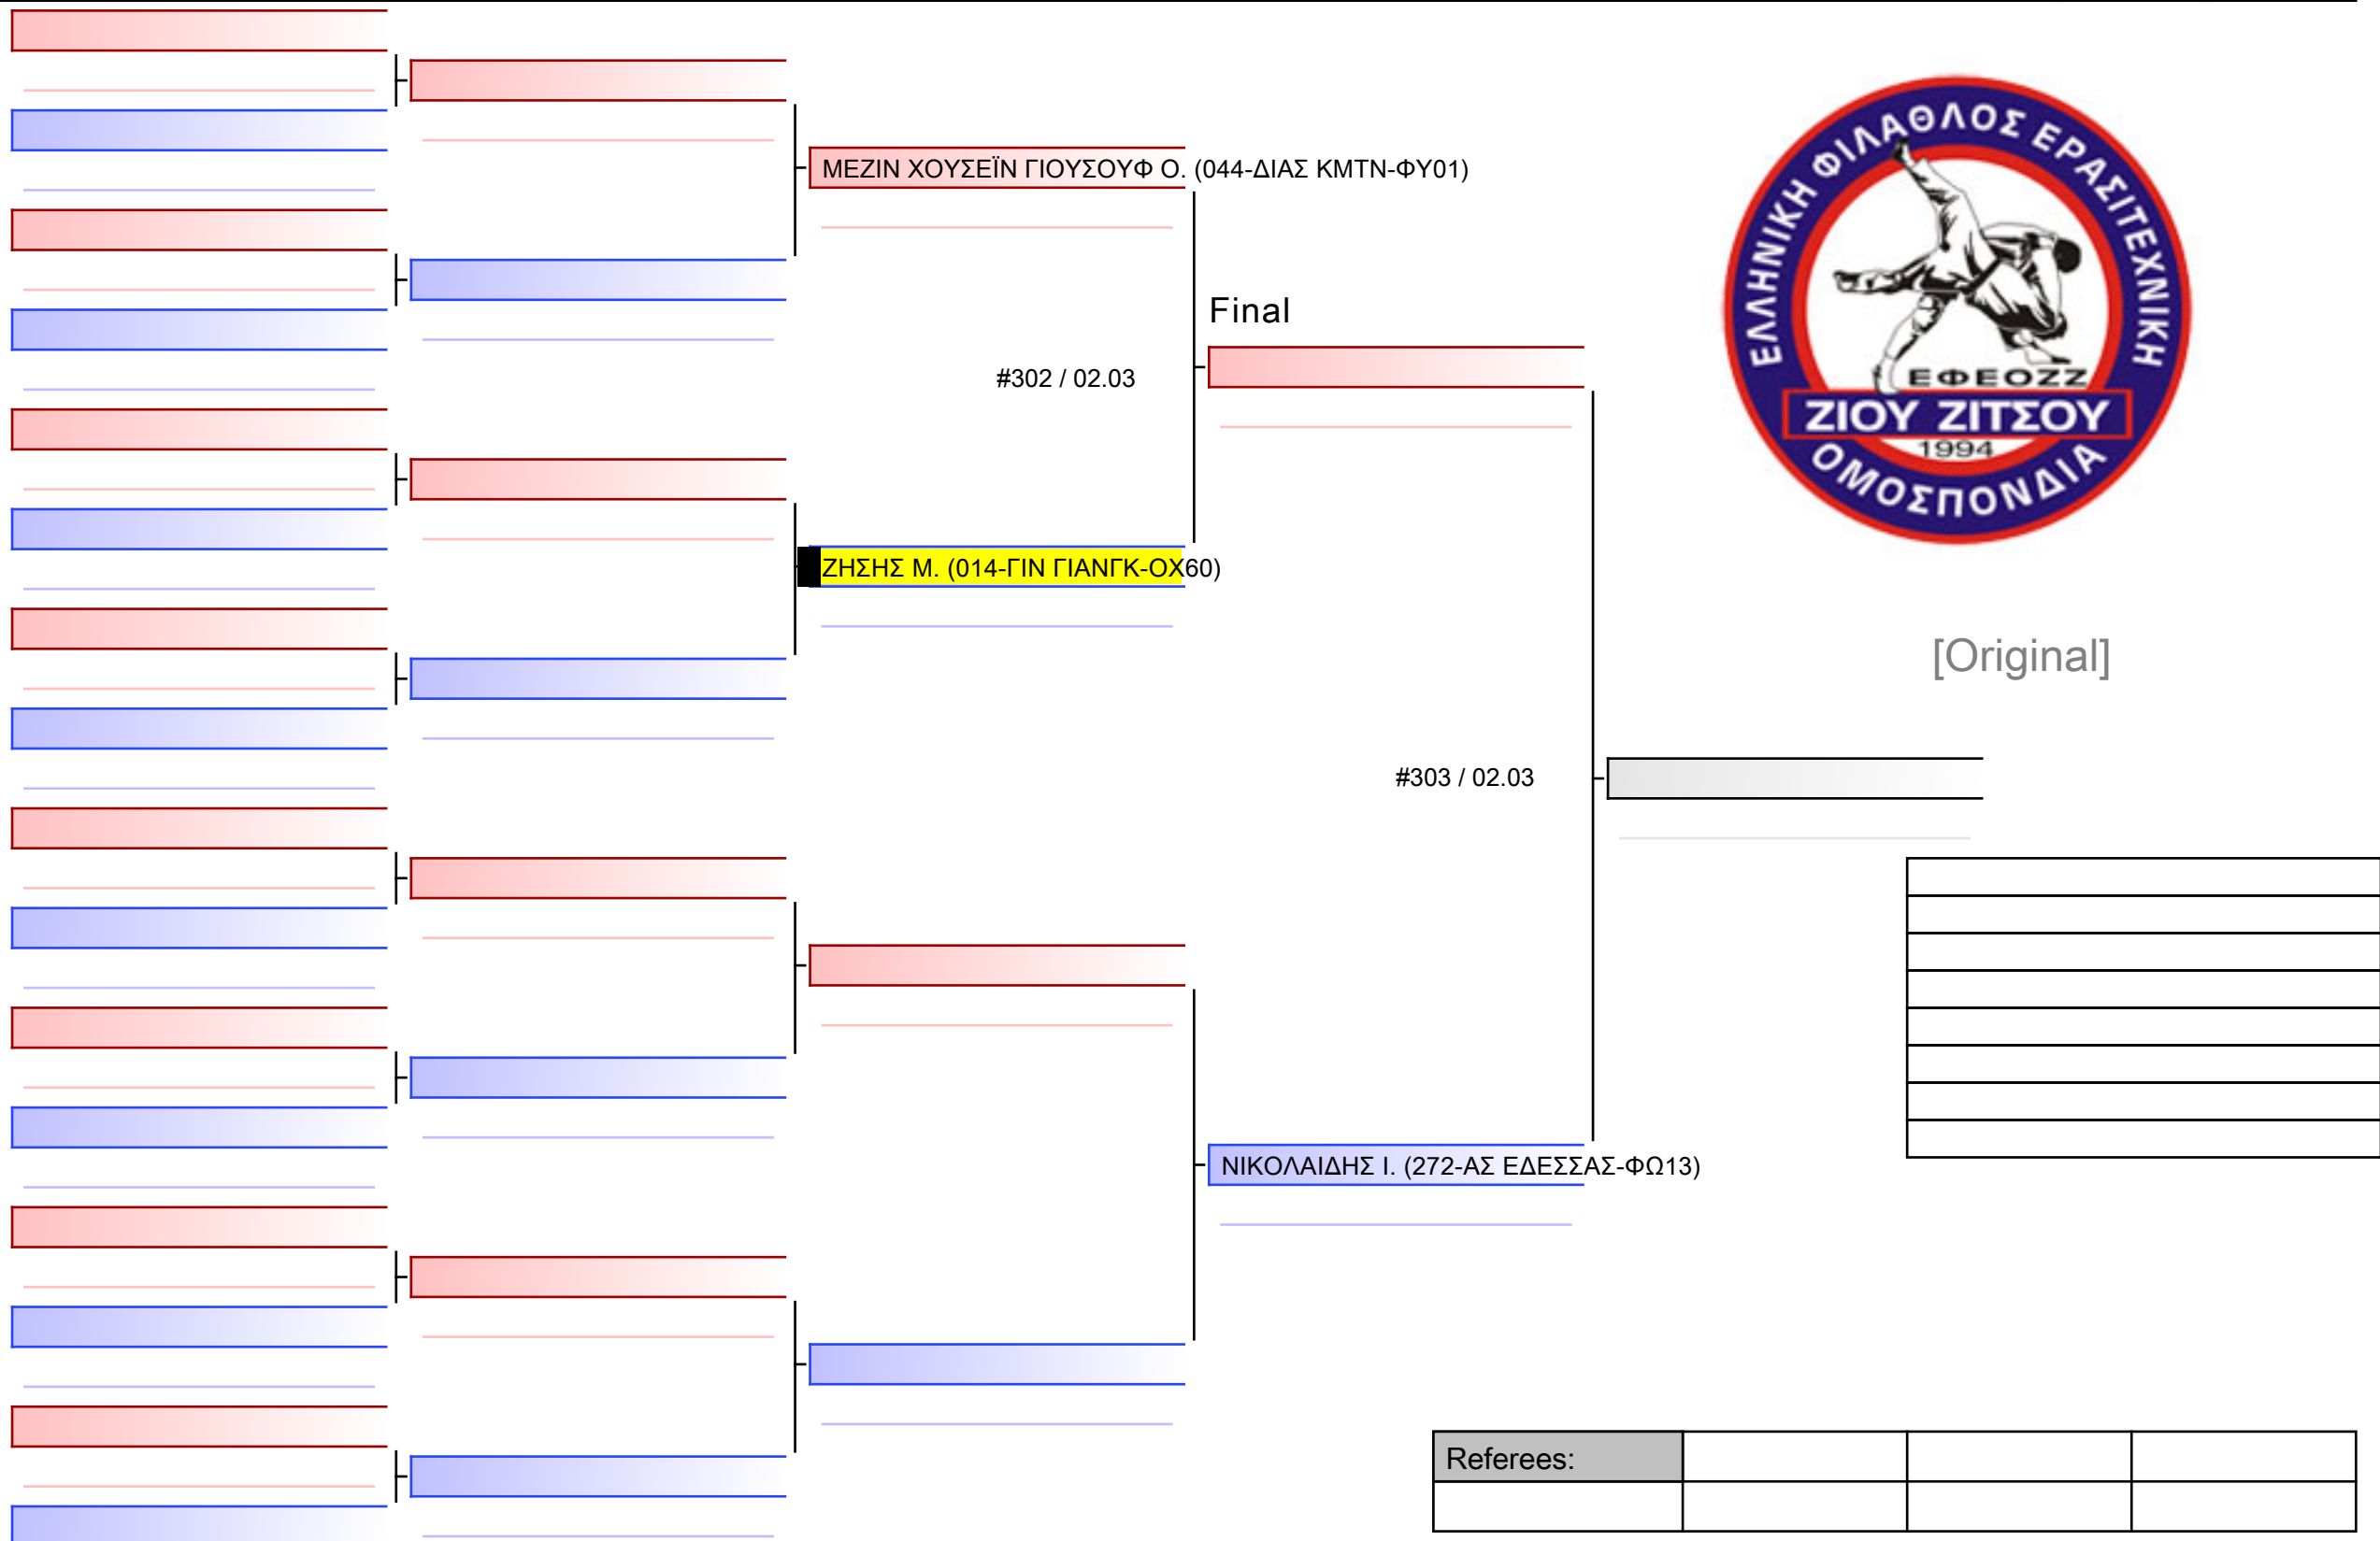 ΜΕΖΙΝ ΧΟΥΣΕΪΝ ΓΙΟΥΣΟΥΦ Ο. (044-ΔΙΑΣ ΚΜΤΝ-ΦΥ01)
ΕΛΛΗΝΙΚΗ ΦΙΛΑΘΛΟΣ ΕΡΑΣΙΤΕΧΝΙΚΗ
Final
#302 / 02.03
ΕΦΕΟΖΖ
ΖΙΟΥ ΖΙΤΣΟΥ
1994
ΟΜΟΣΠΟΝΔΙΑ
ΖΗΣΗΣ Μ. (014-ΓΙΝ ΓΙΑΝΓΚ-ΟΧ60)
[Original]
#303 / 02.03
ΝΙΚΟΛΑΙΔΗΣ Ι. (272-ΑΣ ΕΔΕΣΣΑΣ-ΦΩ13)
Referees: